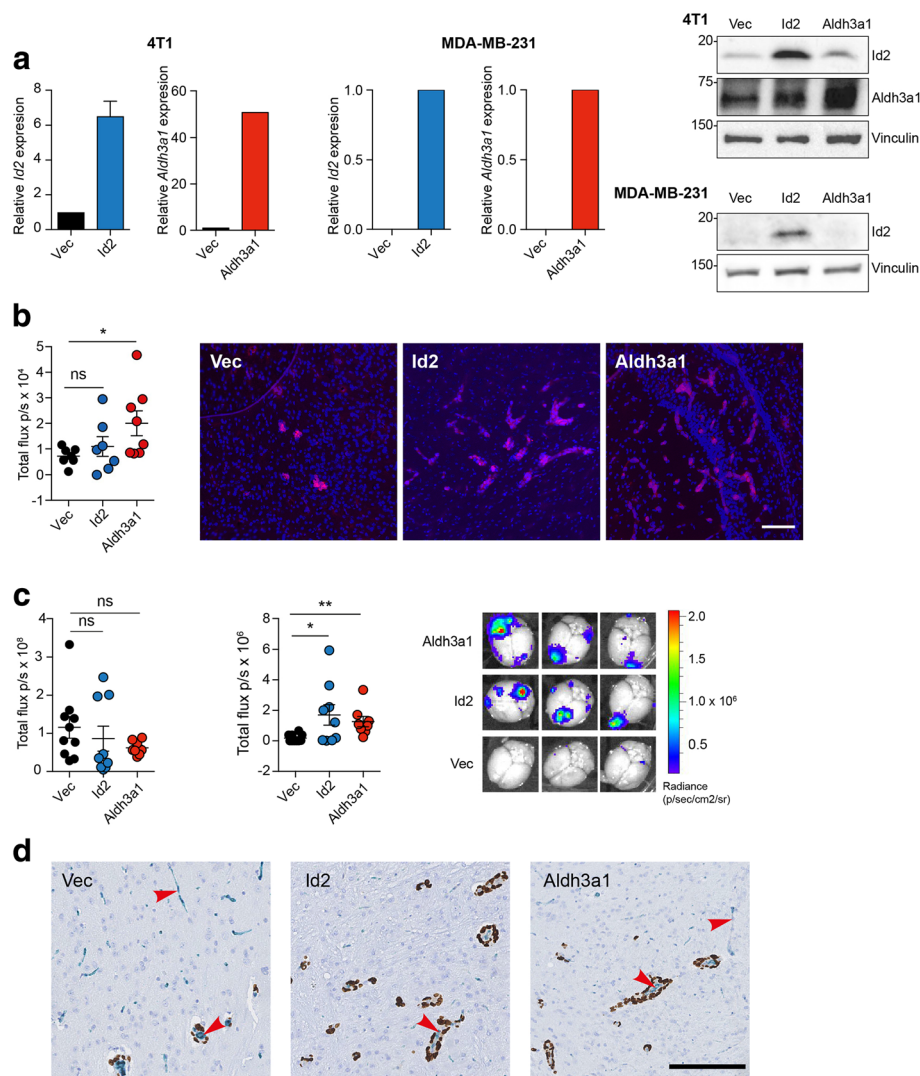 a
4T1
Relative Id2 expression
8
6
4
2
0
Vec
Id2
Relative Aldh3a1 expression
60
40
20
0
Vec
Aldh3a1
MDA-MB-231
Relative Id2 expression
1.0
0.5
0.0
Vec
Id2
Relative Aldh3a1 expression
1.0
0.5
0.0
Vec
Aldh3a1
4T1
Vec Id2 Aldh3a1
20
Id2
75
Aldh3a1
150
Vinculin
MDA-MB-231
Vec Id2 Aldh3a1
20
Id2
150
Vinculin
b
Total flux p/s x 10⁴
5
4
3
2
1
0
-1
ns
*
Vec
Id2
Aldh3a1
Vec
Id2
Aldh3a1
c
Total flux p/s x 10⁸
4
3
2
1
0
ns
ns
Vec
Id2
Aldh3a1
Total flux p/s x 10⁶
8
6
4
2
0
-2
**
*
Vec
Id2
Aldh3a1
Aldh3a1
Id2
Vec
2.0
1.5
1.0 x 10⁶
0.5
Radiance
(p/sec/cm2/sr)
d
Vec
Id2
Aldh3a1